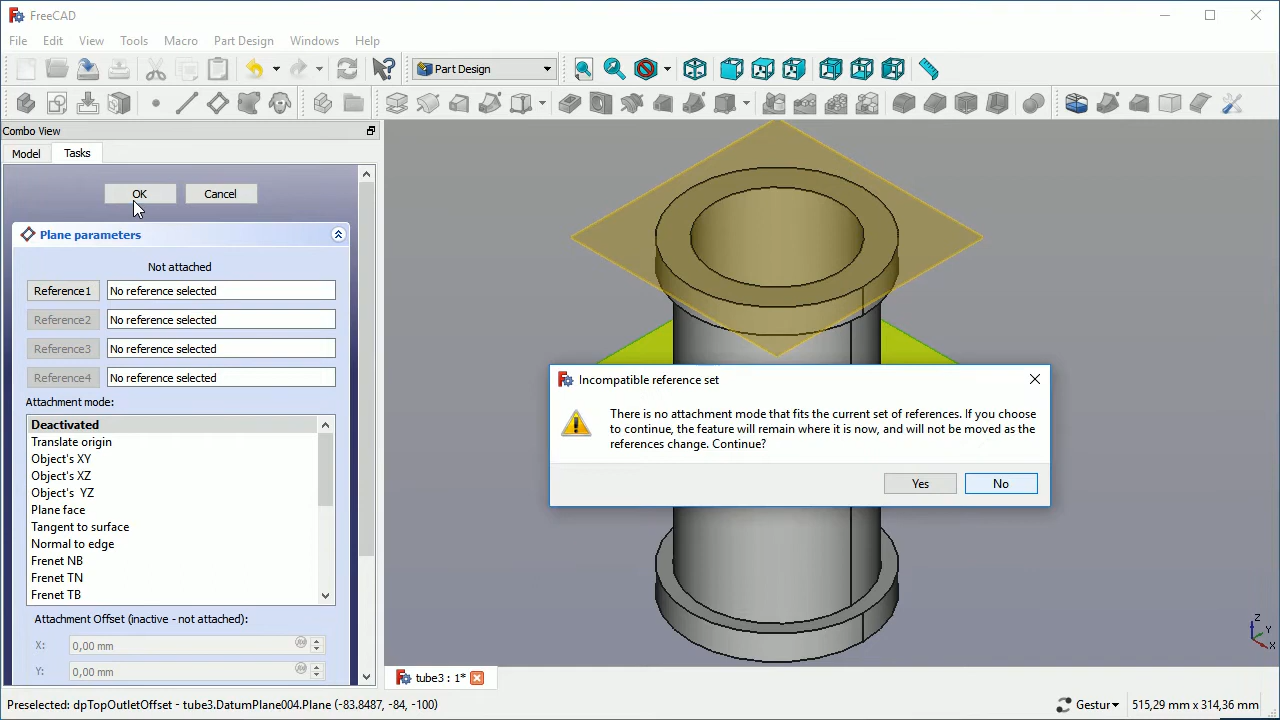 FreeCAD
File Edit View Tools Macro Part Design Windows Help
Part Design
Combo View
Model Tasks
OK Cancel
Plane parameters
Not attached
Reference1 No reference selected
Reference2 No reference selected
Reference3 No reference selected
Reference4 No reference selected
Attachment mode:
Deactivated
Translate origin
Object's XY
Object's XZ
Object's YZ
Plane face
Tangent to surface
Normal to edge
Frenet NB
Frenet TN
Frenet TB
Attachment Offset (inactive - not attached):
X: 0,00 mm
Y: 0,00 mm
Incompatible reference set
There is no attachment mode that fits the current set of references. If you choose
to continue, the feature will remain where it is now, and will not be moved as the
references change. Continue?
Yes No
Z
Y
X
tube3 : 1*
Preselected: dpTopOutletOffset - tube3.DatumPlane004.Plane (-83.8487, -84, -100)
Gestur 515,29 mm x 314,36 mm